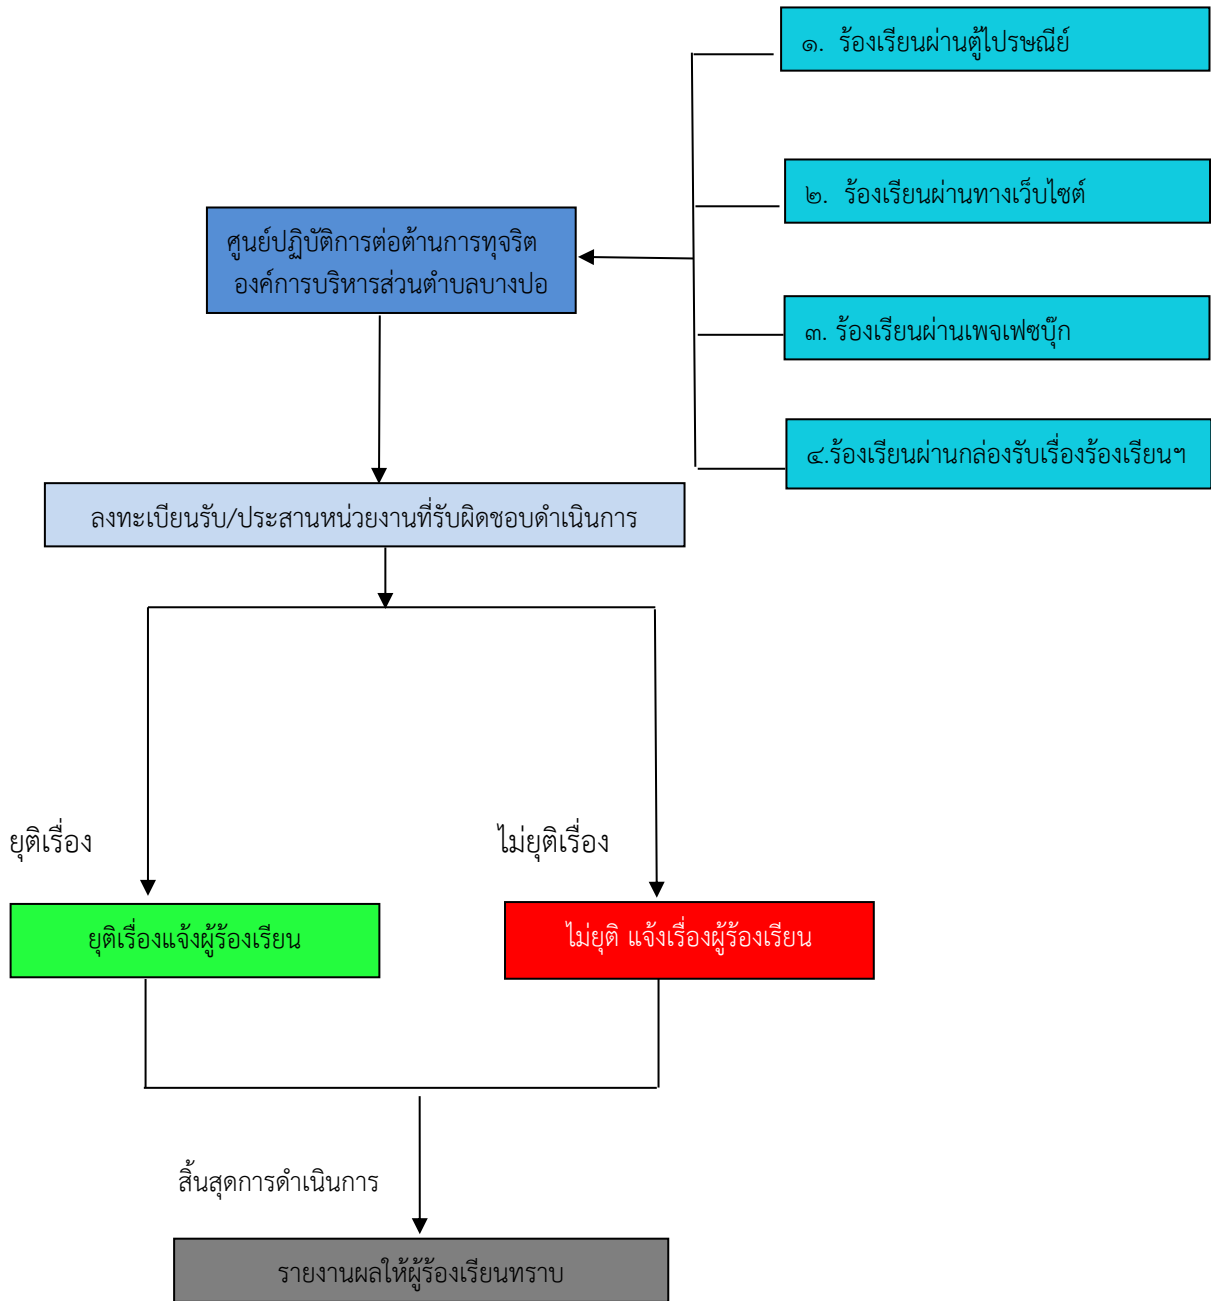 ๑. ร้องเรียนผ่านตู้ไปรษณีย์
๒. ร้องเรียนผ่านทางเว็บไซต์
ศูนย์ปฏิบัติการต่อต้านการทุจริต
องค์การบริหารส่วนตำบลบางปอ
๓. ร้องเรียนผ่านเพจเฟซบุ๊ก
๔.ร้องเรียนผ่านกล่องรับเรื่องร้องเรียนฯ
ลงทะเบียนรับ/ประสานหน่วยงานที่รับผิดชอบดำเนินการ
ยุติเรื่อง
ไม่ยุติเรื่อง
ยุติเรื่องแจ้งผู้ร้องเรียน
ไม่ยุติ แจ้งเรื่องผู้ร้องเรียน
สิ้นสุดการดำเนินการ
รายงานผลให้ผู้ร้องเรียนทราบ